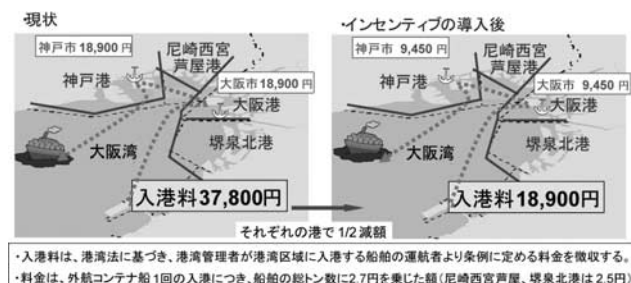 ・現状
神戸市 18,900 円
尼崎西宮
芦屋港
神戸港
大阪市 18,900 円
大阪港
大阪湾
堺泉北港
入港料 37,800円
・インセンティブの導入後
神戸市 9,450 円
尼崎西宮
芦屋港
神戸港
大阪市 9,450 円
大阪港
大阪湾
堺泉北港
入港料 18,900円
それぞれの港で 1/2 減額
・入港料は、港湾法に基づき、港湾管理者が港湾区域に入港する船舶の運航者より条例に定める料金を徴収する。
・料金は、外航コンテナ船 1回の入港につき、船舶の総トン数に2.7円を乗じた額(尼崎西宮芦屋、堺泉北港は 2.5円)